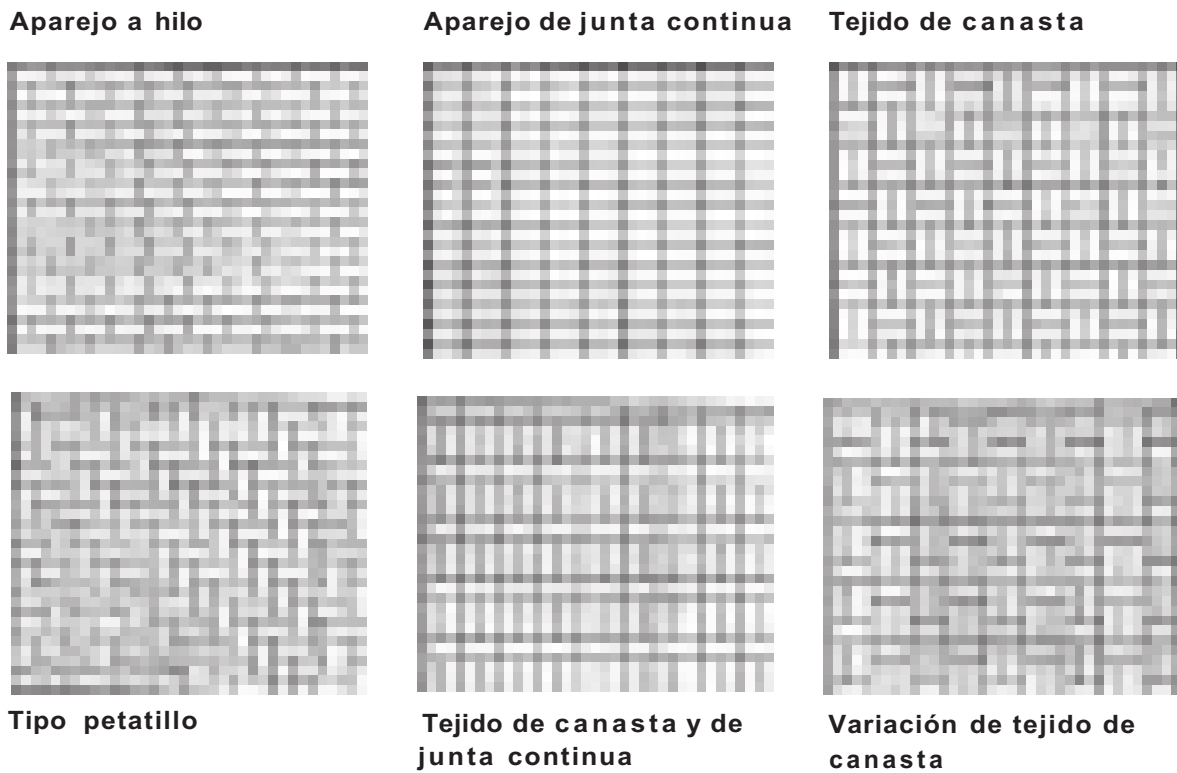 Aparejo a hilo
Aparejo de junta continua
Tejido de canasta
Tipo petatillo
Tejido de canasta y de
junta continua
Variación de tejido de
canasta